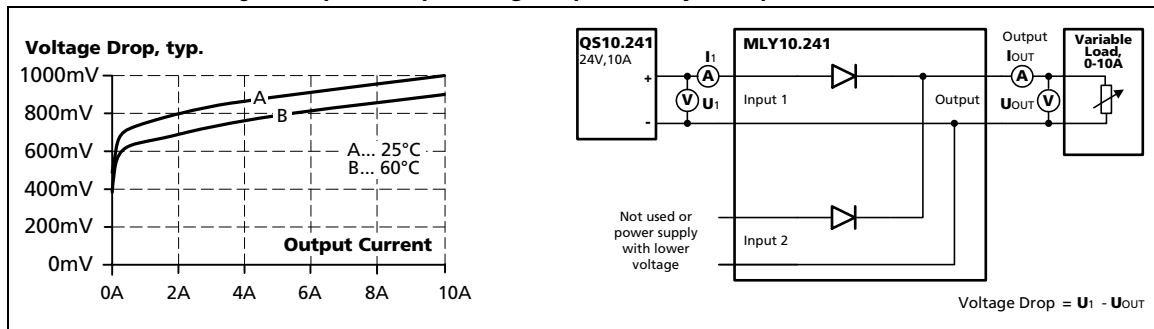 Voltage Drop, typ.
1000mV
800mV
600mV
400mV
200mV
0mV
A
B
A... 25°C
B... 60°C
Output Current
0A 2A 4A 6A 8A 10A
QS10.241
24V,10A
+
-
I1
A
V U1
MLY10.241
Input 1
Output
Input 2
Not used or
power supply
with lower
voltage
Output
IOUT
A
UOUT V
Variable
Load,
0-10A
Voltage Drop = U1 - UOUT